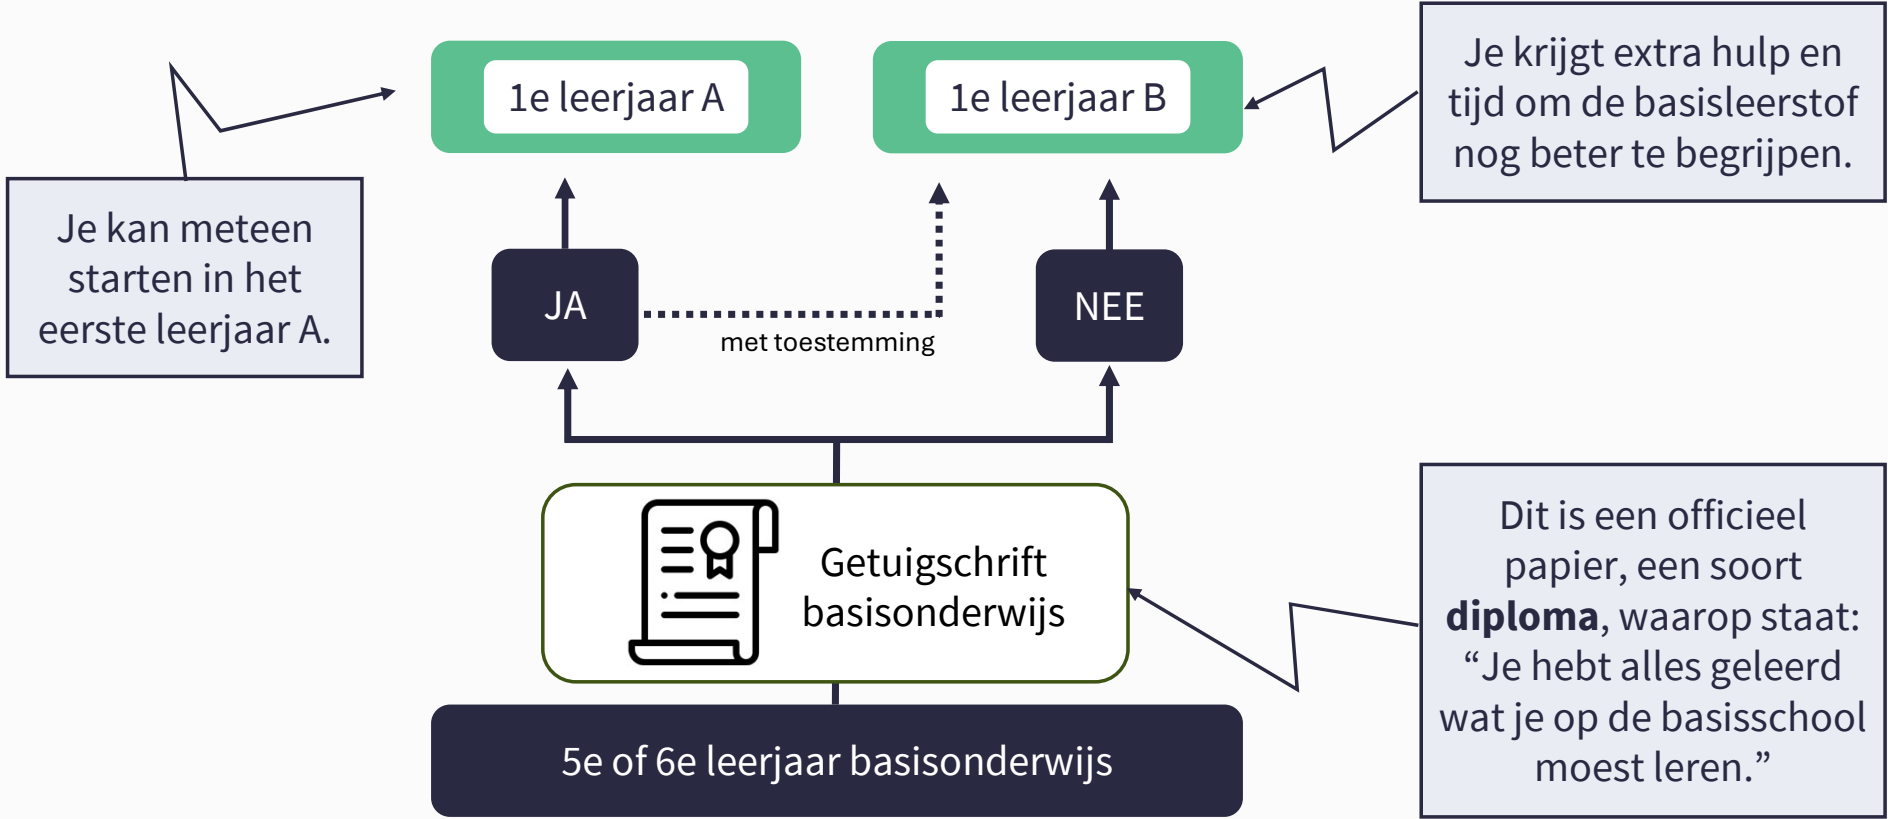 1e leerjaar A
1e leerjaar B
Je krijgt extra hulp en
tijd om de basisleerstof
nog beter te begrijpen.
Je kan meteen
starten in het
eerste leerjaar A.
JA
met toestemming
NEE
Getuigschrift
basisonderwijs
Dit is een officieel
papier, een soort
diploma, waarop staat:
“Je hebt alles geleerd
wat je op de basisschool
moest leren.”
5e of 6e leerjaar basisonderwijs